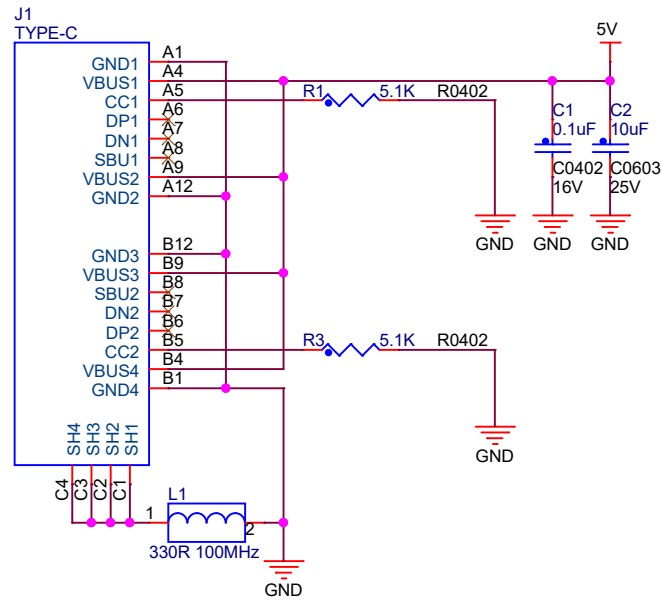 J1
TYPE-C
GND1 A1
VBUS1 A4
CC1 A5
DP1 A6
DN1 A7
SBU1 A8
VBUS2 A9
GND2 A12
GND3 B12
VBUS3 B9
SBU2 B8
DN2 B7
DP2 B6
CC2 B5
VBUS4 B4
GND4 B1
R1 5.1K R0402
GND
5V
C1
0.1uF
C0402
16V
GND
C2
10uF
C0603
25V
GND
R3 5.1K R0402
GND
SH4 SH3 SH2 SH1
C4 C3 C2 C1
L1
1 2
330R 100MHz
GND